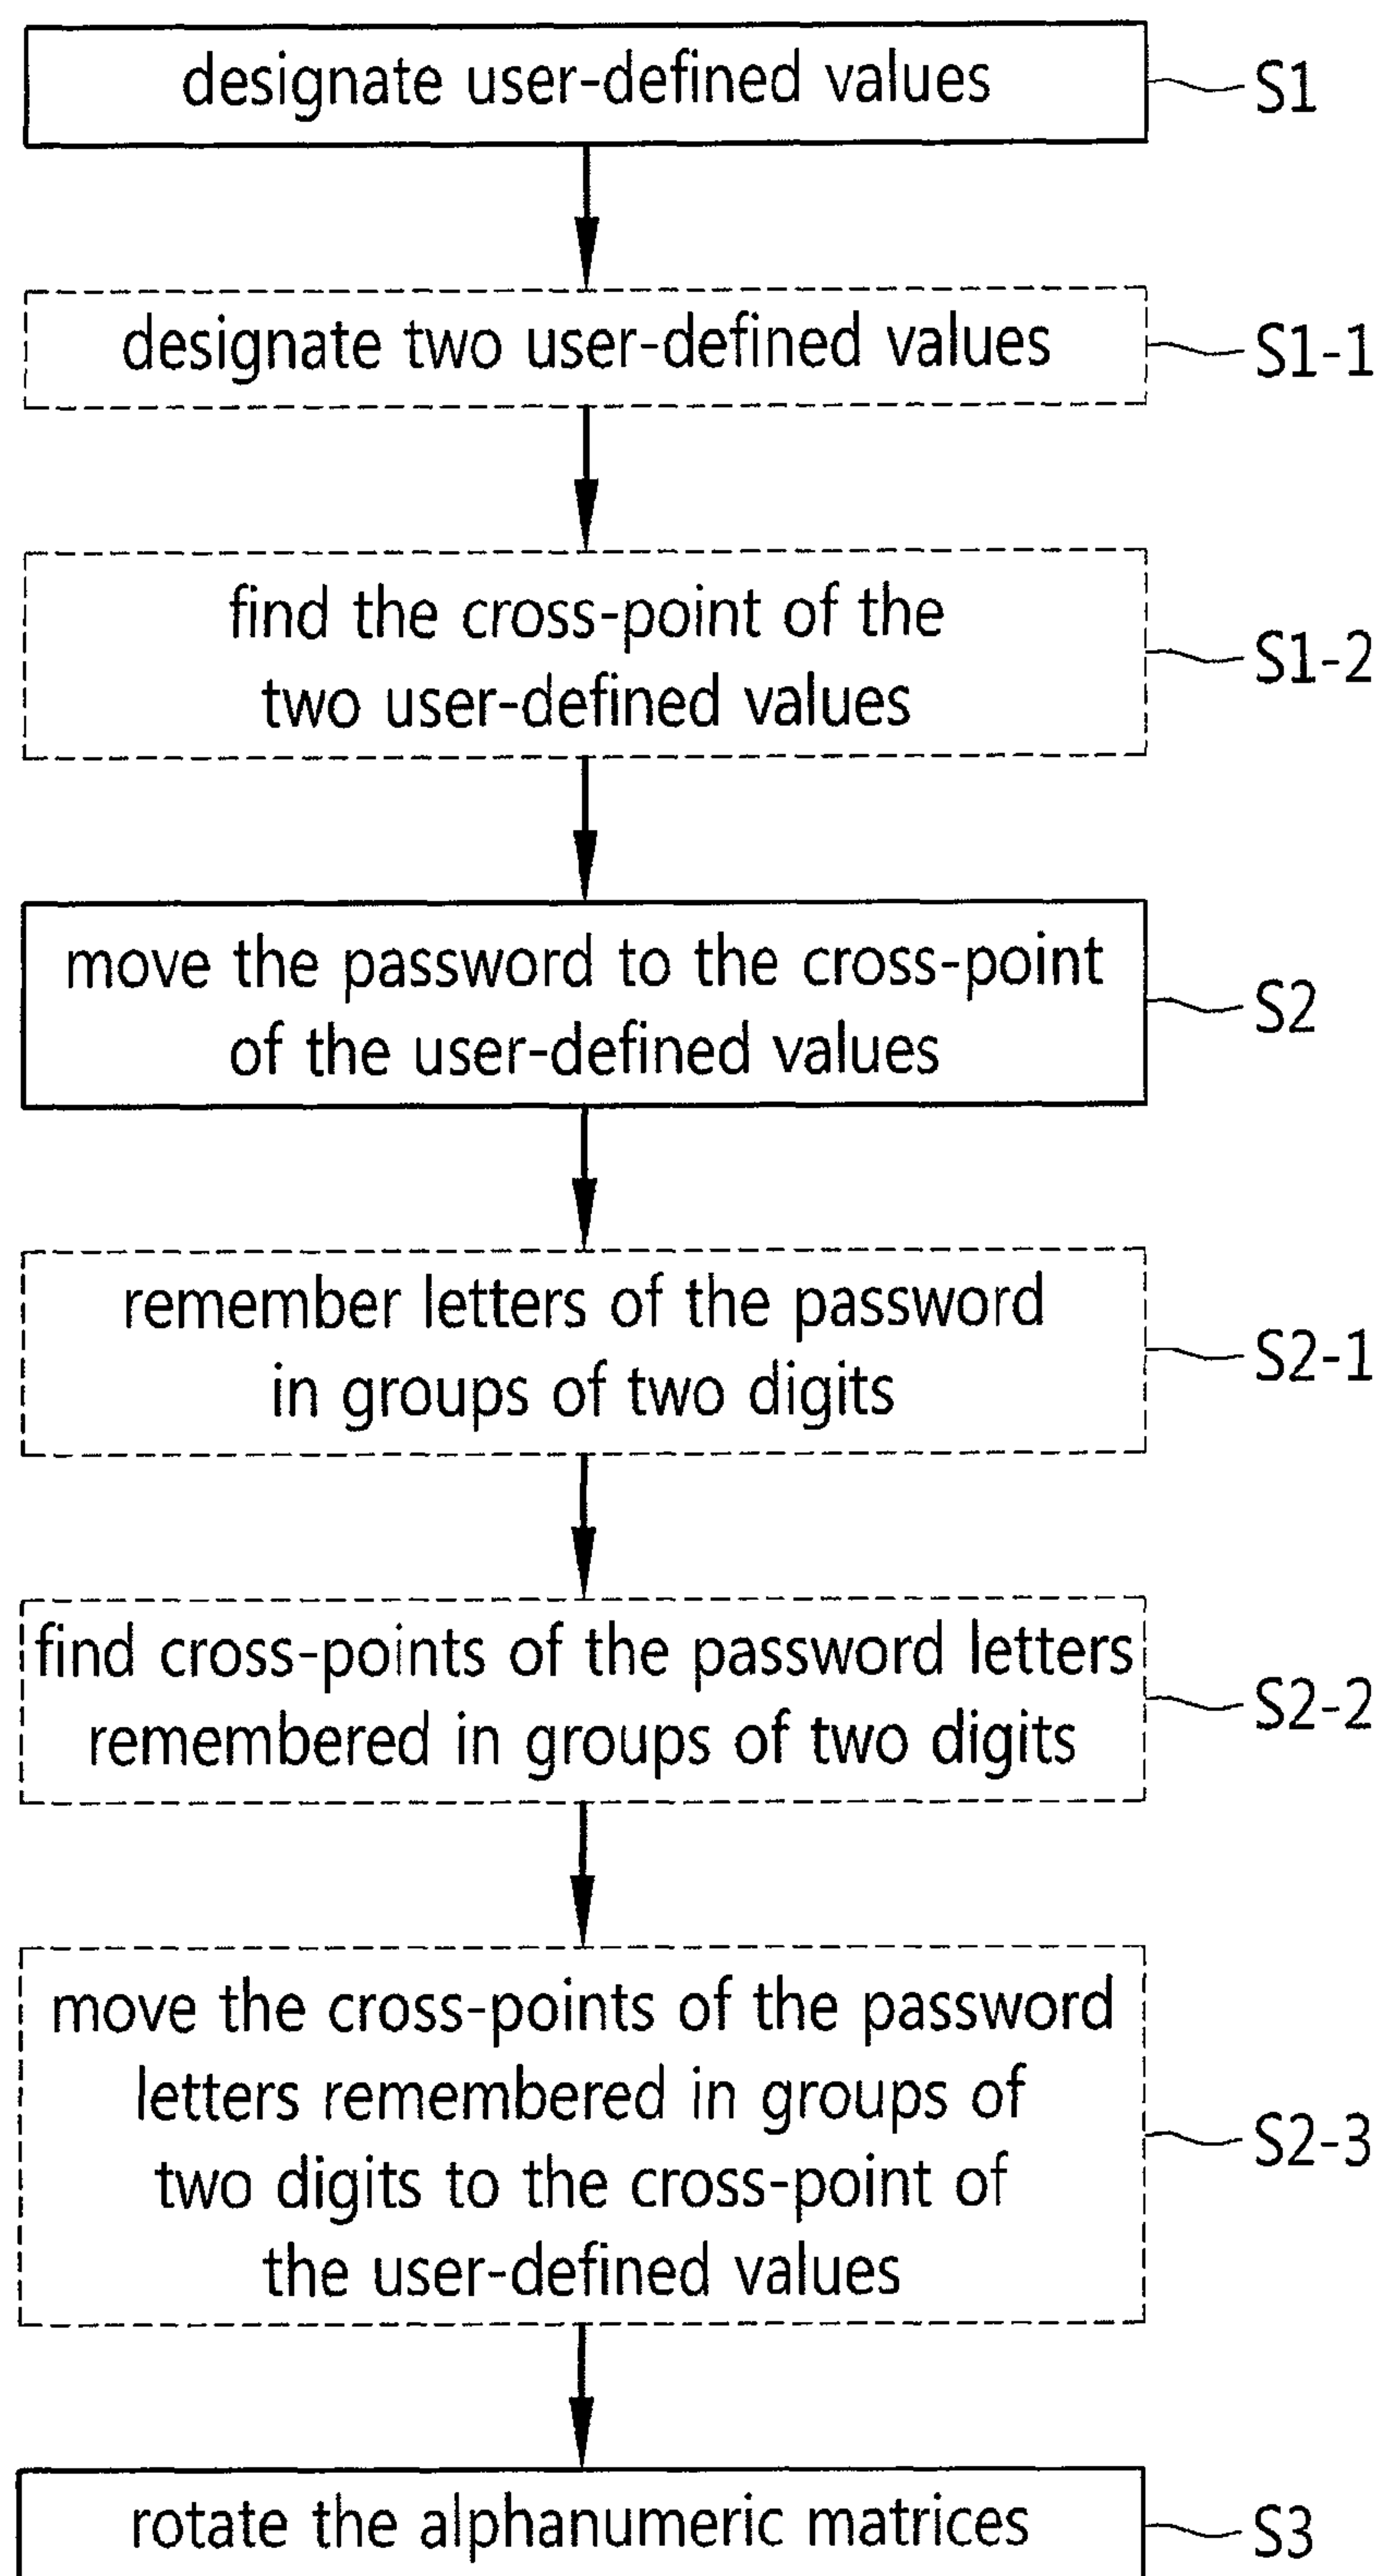 designate user-defined values
S1
designate two user-defined values
S1-1
find the cross-point of the
two user-defined values
S1-2
move the password to the cross-point
of the user-defined values
S2
remember letters of the password
in groups of two digits
S2-1
find cross-points of the password letters
remembered in groups of two digits
S2-2
move the cross-points of the password
letters remembered in groups of
two digits to the cross-point of
the user-defined values
S2-3
rotate the alphanumeric matrices
S3